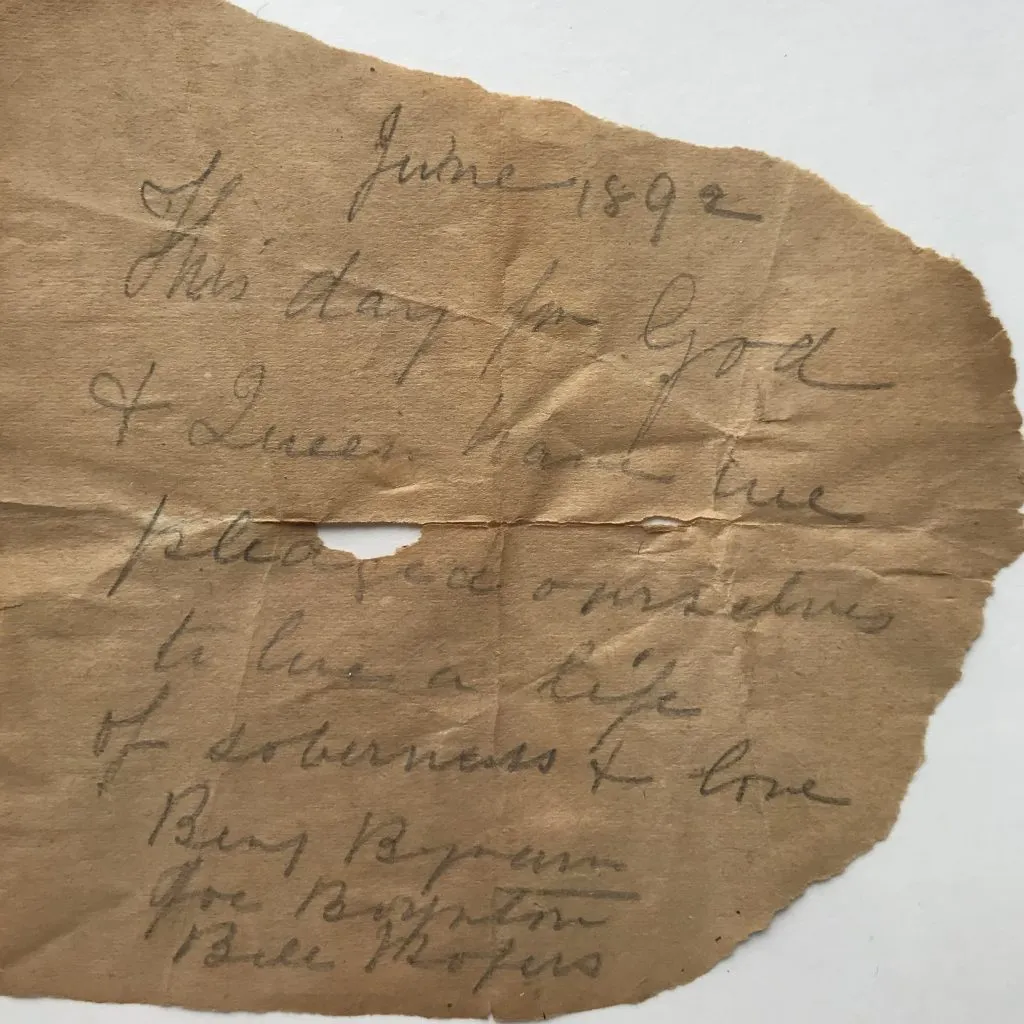 June 1892
This day for God
& Queen have we
pledged ourselves
to live a life
of soberness & love
Benj Byram
Joe Boynton
Bill Rogers